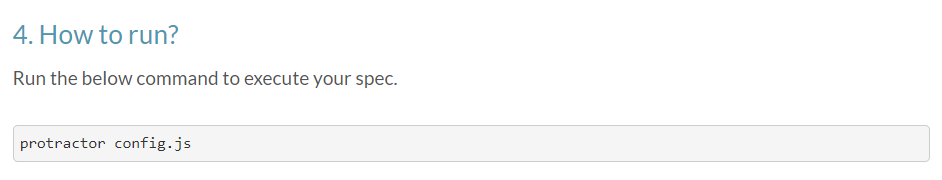 4. How to run?
Run the below command to execute your spec.
protractor config.js